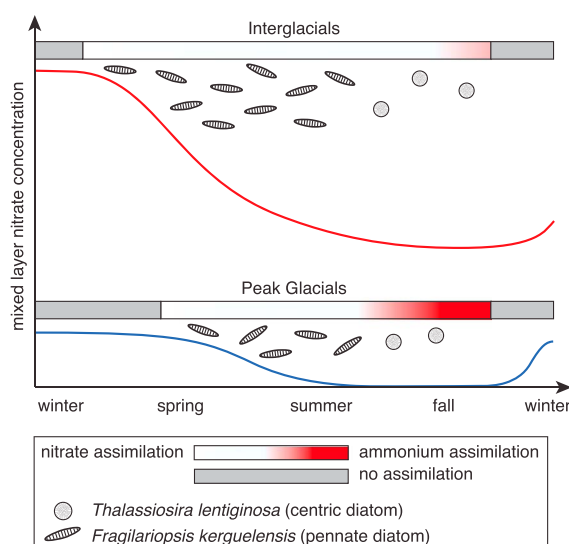 Interglacials
mixed layer nitrate concentration
Peak Glacials
winter spring summer fall winter
nitrate assimilation ammonium assimilation
no assimilation
Thalassiosira lentiginosa (centric diatom)
Fragilariopsis kerguelensis (pennate diatom)